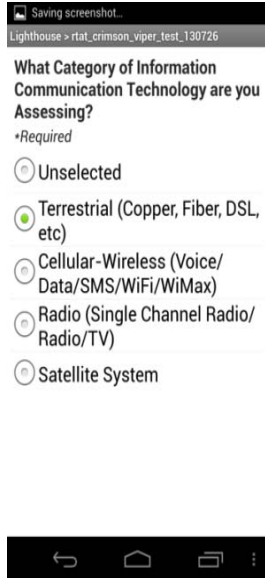 Saving screenshot...
Lighthouse > rtat_crimson_viper_test_130726
What Category of Information
Communication Technology are you
Assessing?
*Required
Unselected
Terrestrial (Copper, Fiber, DSL,
etc)
Cellular-Wireless (Voice/
Data/SMS/WiFi/WiMax)
Radio (Single Channel Radio/
Radio/TV)
Satellite System